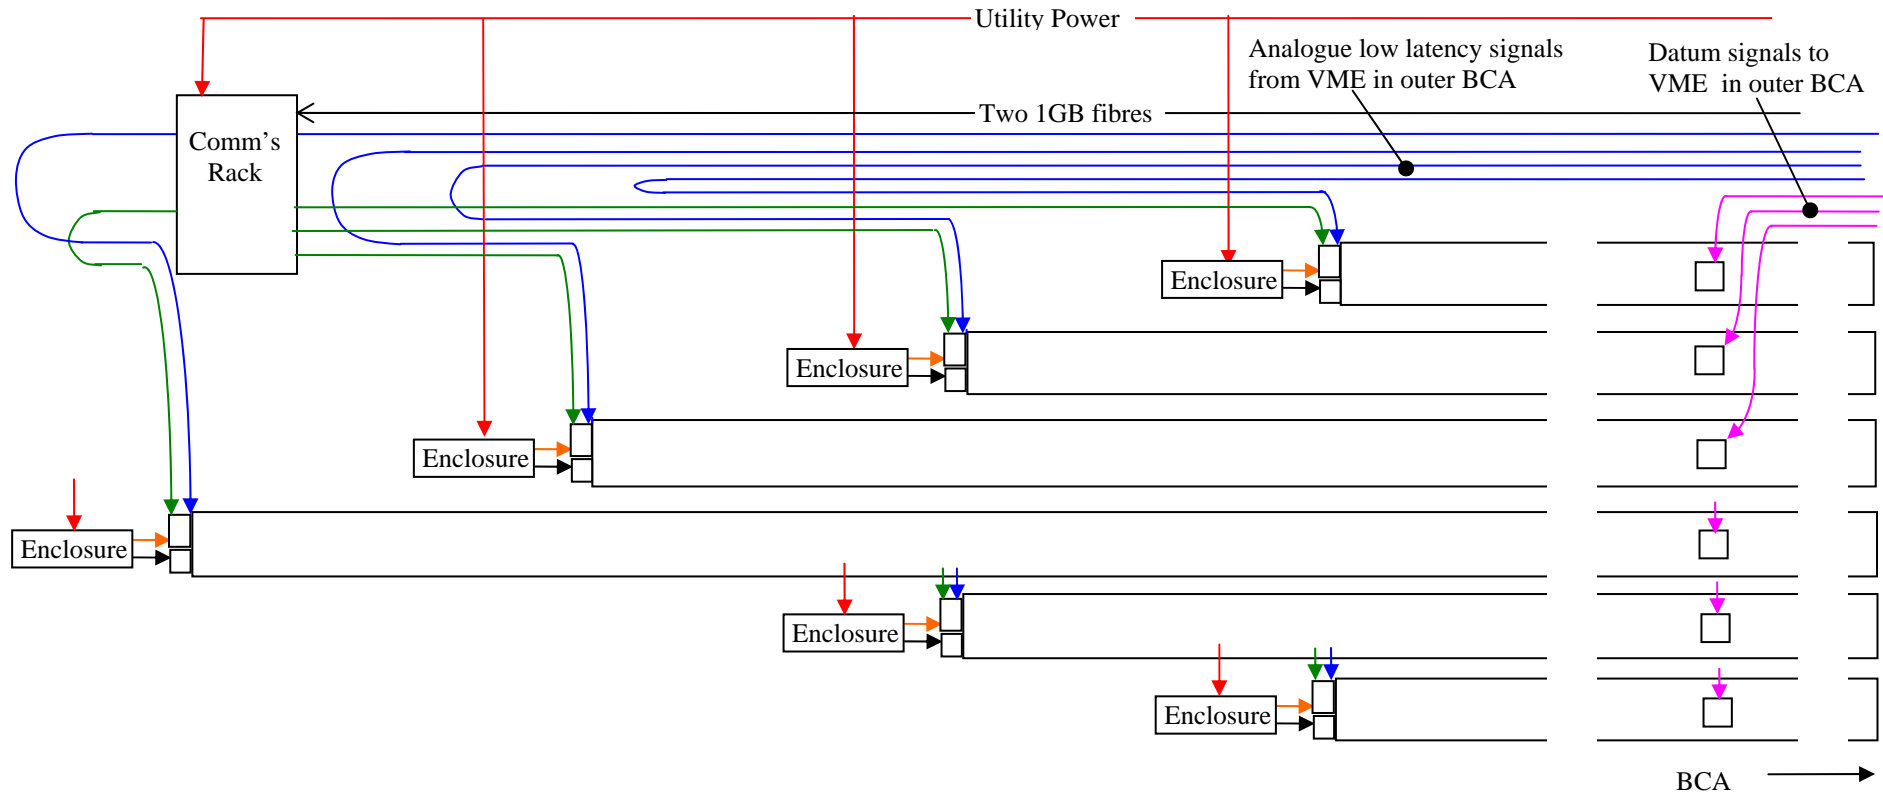 Utility Power
Analogue low latency signals
from VME in outer BCA
Datum signals to
VME in outer BCA
Two 1GB fibres
Comm's
Rack
Enclosure
Enclosure
Enclosure
Enclosure
Enclosure
Enclosure
BCA